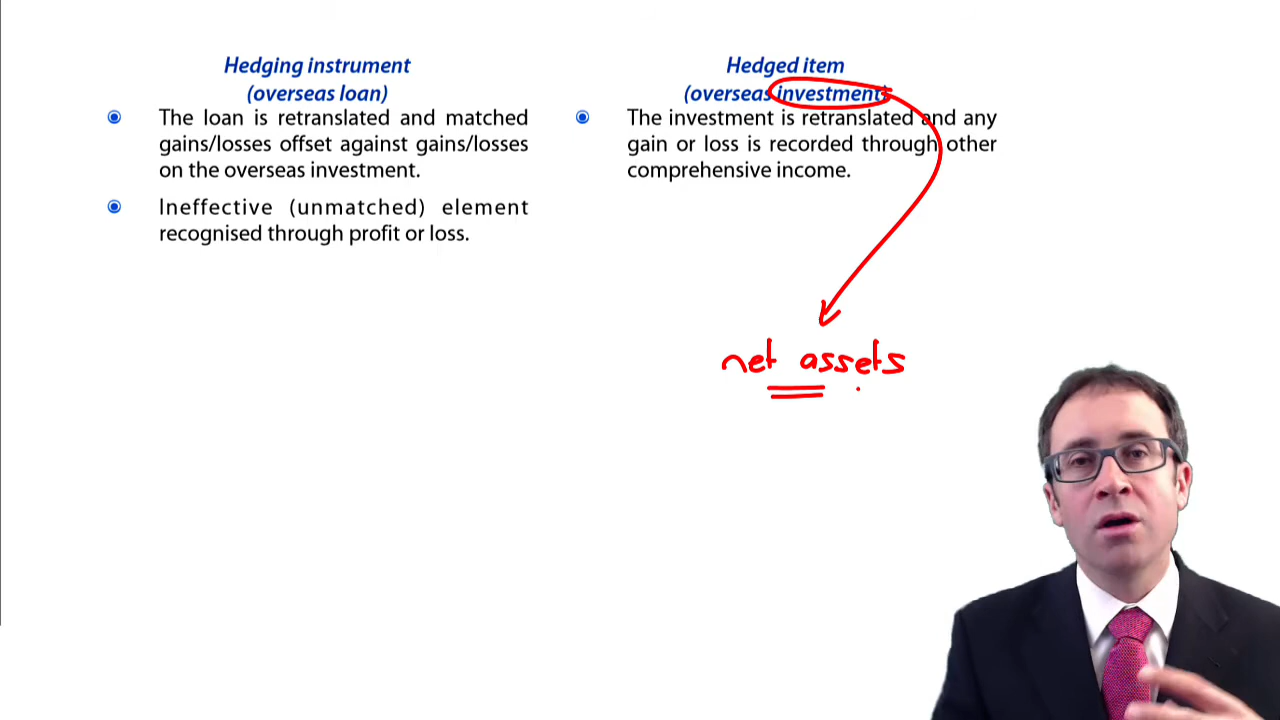 Hedging instrument
(overseas loan)
The loan is retranslated and matched
gains/losses offset against gains/losses
on the overseas investment.
Ineffective (unmatched) element
recognised through profit or loss.
Hedged item
(overseas investment)
The investment is retranslated and any
gain or loss is recorded through other
comprehensive income.
net assets